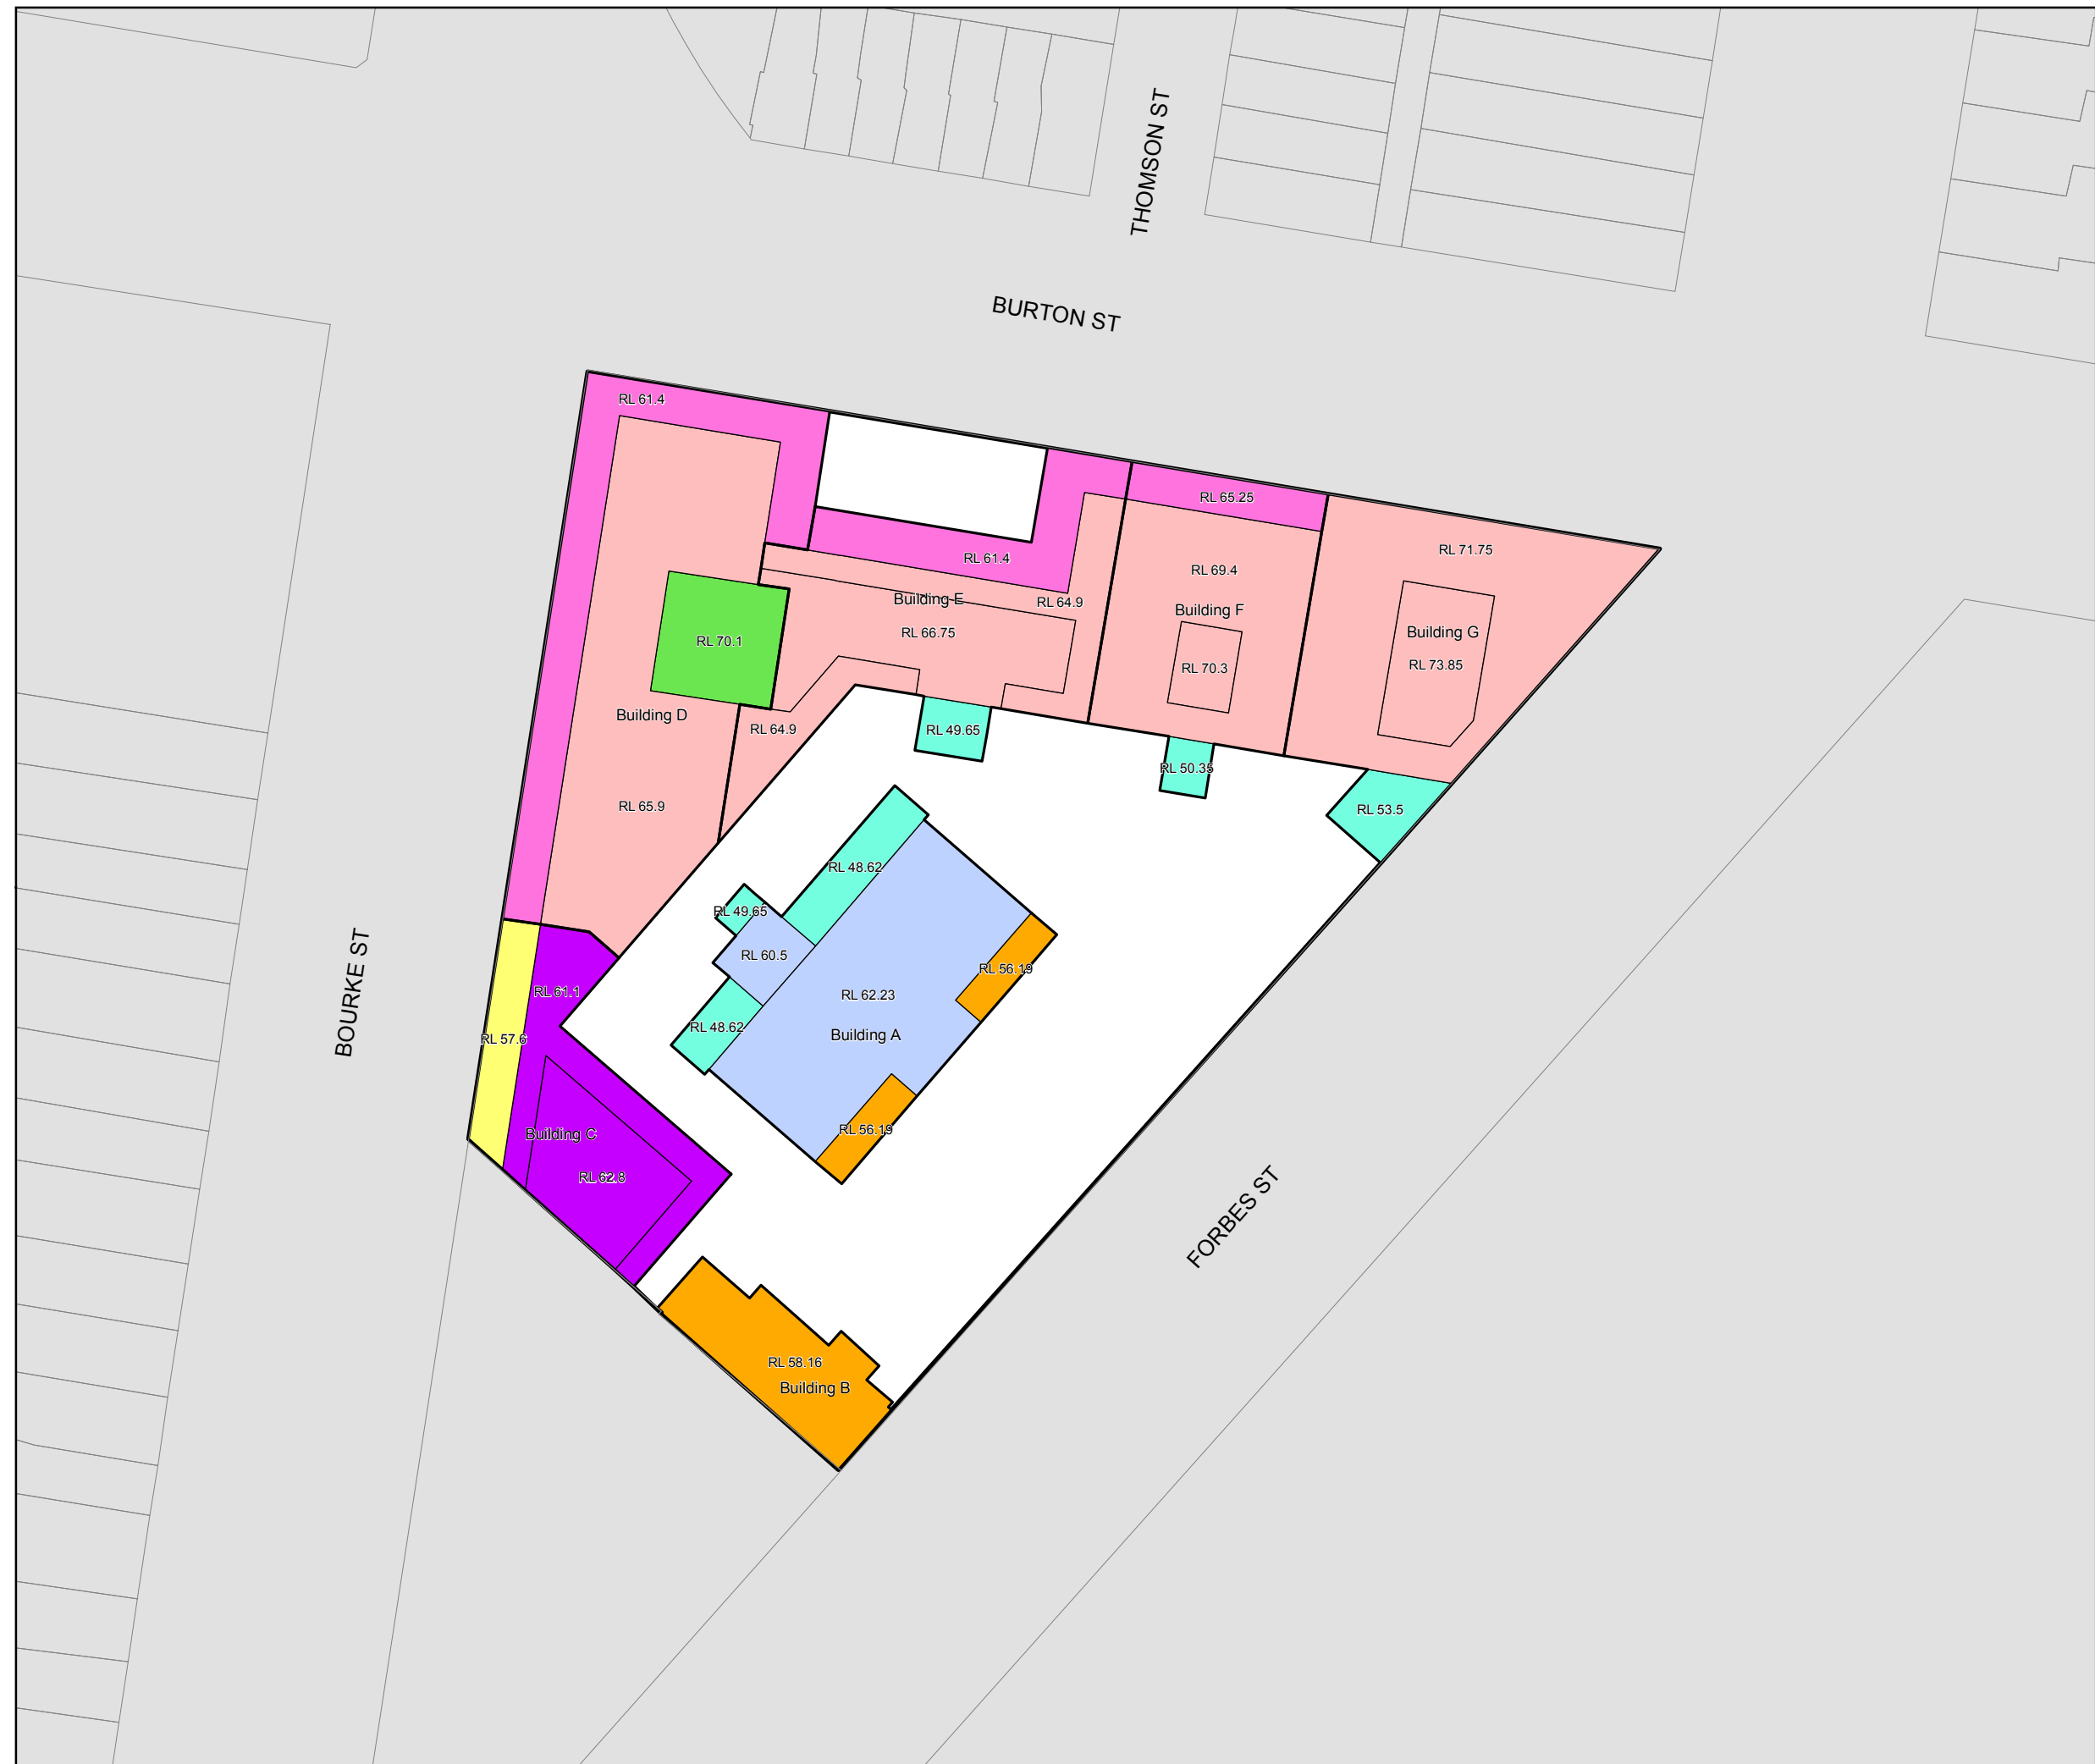 THOMSON ST
BURTON ST
RL 61.4
RL 65.25
RL 71.75
RL 61.4
RL 69.4
Building E
RL 64.9
Building F
RL 66.75
Building G
RL 70.1
RL 70.3
RL 73.85
Building D
RL 64.9
RL 49.65
RL 50.35
RL 65.9
RL 53.5
RL 48.62
RL 49.65
RL 60.5
RL 56.19
RL 61.1
RL 62.23
BOURKE ST
RL 48.62
Building A
RL 57.6
RL 56.19
Building C
RL 62.8
FORBES ST
RL 58.16
Building B